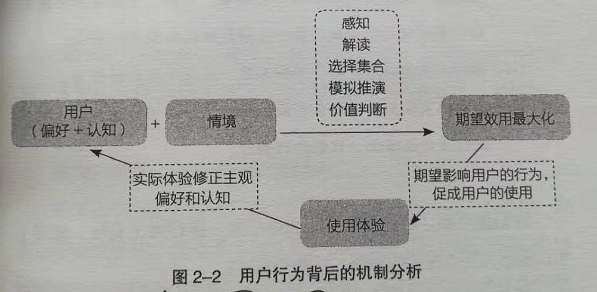 感知
解读
选择集合
模拟推演
价值判断
用户
（偏好＋认知）
+
情境
期望效用最大化
实际体验修正主观
偏好和认知
期望影响用户的行为，
促成用户的使用
使用体验
图 2-2 用户行为背后的机制分析